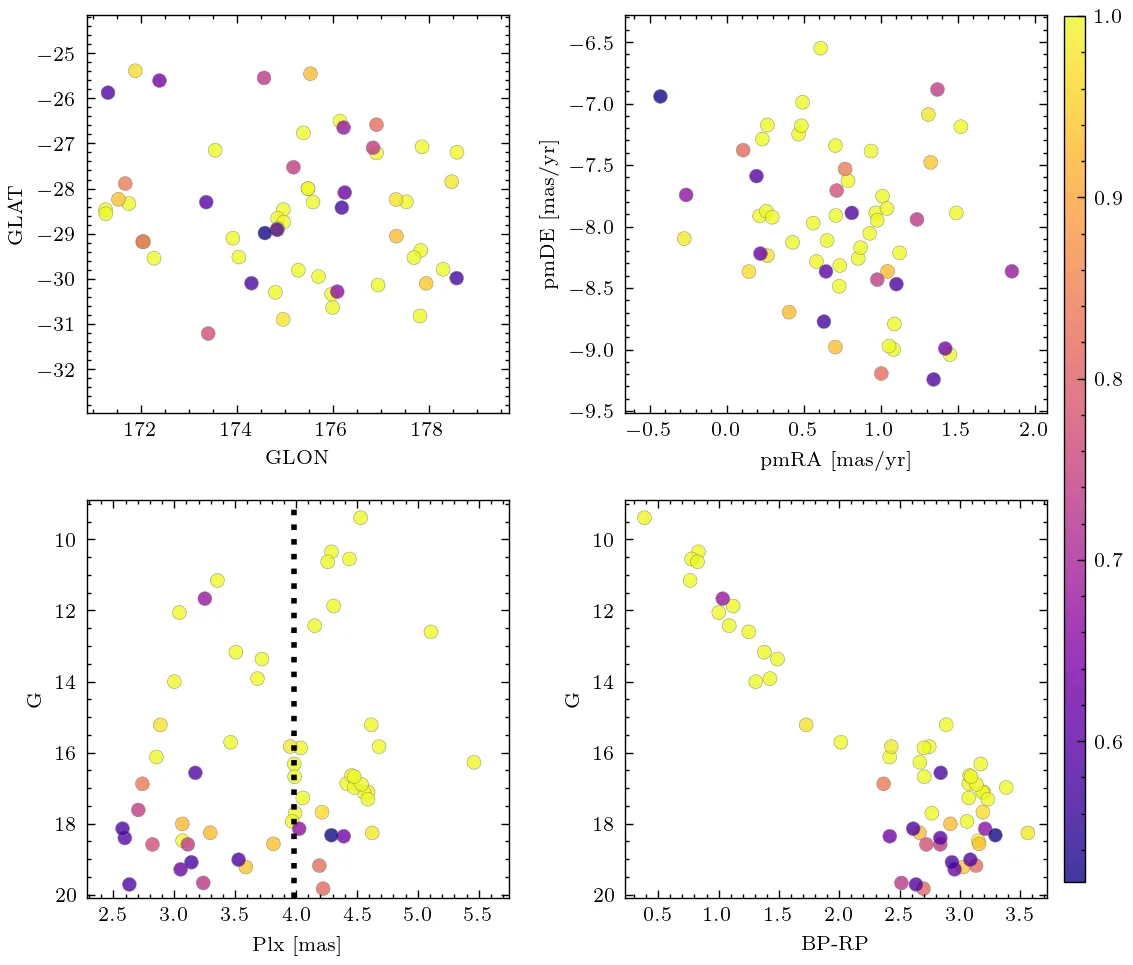 −25
−26
−27
−28
−29
−30
−31
−32
GLAT
172 174 176 178
GLON
−6.5
−7.0
−7.5
−8.0
−8.5
−9.0
−9.5
pmDE [mas/yr]
−0.5 0.0 0.5 1.0 1.5 2.0
pmRA [mas/yr]
10
12
14
16
18
20
G
2.5 3.0 3.5 4.0 4.5 5.0 5.5
Plx [mas]
10
12
14
16
18
20
G
0.5 1.0 1.5 2.0 2.5 3.0 3.5
BP-RP
1.0
0.9
0.8
0.7
0.6